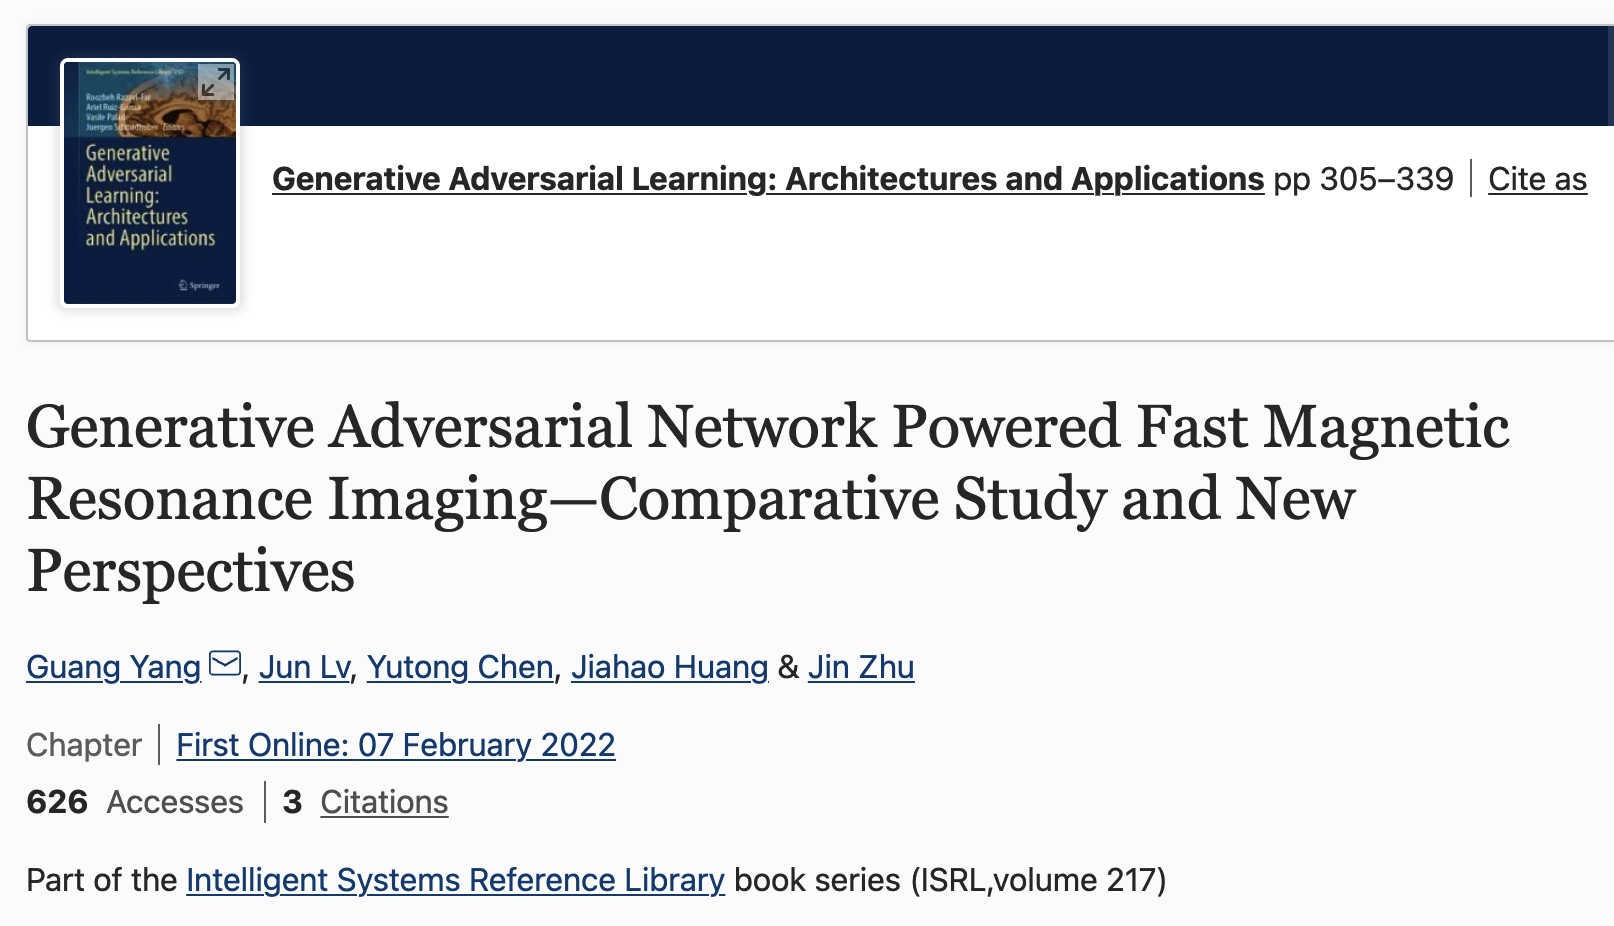 Intelligent Systems Reference Library 217
Roozbeh Razavi-Far
Ariel Ruiz-Garcia
Vasile Palade
Juergen Schmidhuber Editors
Generative
Adversarial
Learning:
Architectures
and Applications
Springer
Generative Adversarial Learning: Architectures and Applications pp 305–339 | Cite as
Generative Adversarial Network Powered Fast Magnetic
Resonance Imaging—Comparative Study and New
Perspectives
Guang Yang, Jun Lv, Yutong Chen, Jiahao Huang & Jin Zhu
Chapter | First Online: 07 February 2022
626 Accesses | 3 Citations
Part of the Intelligent Systems Reference Library book series (ISRL,volume 217)